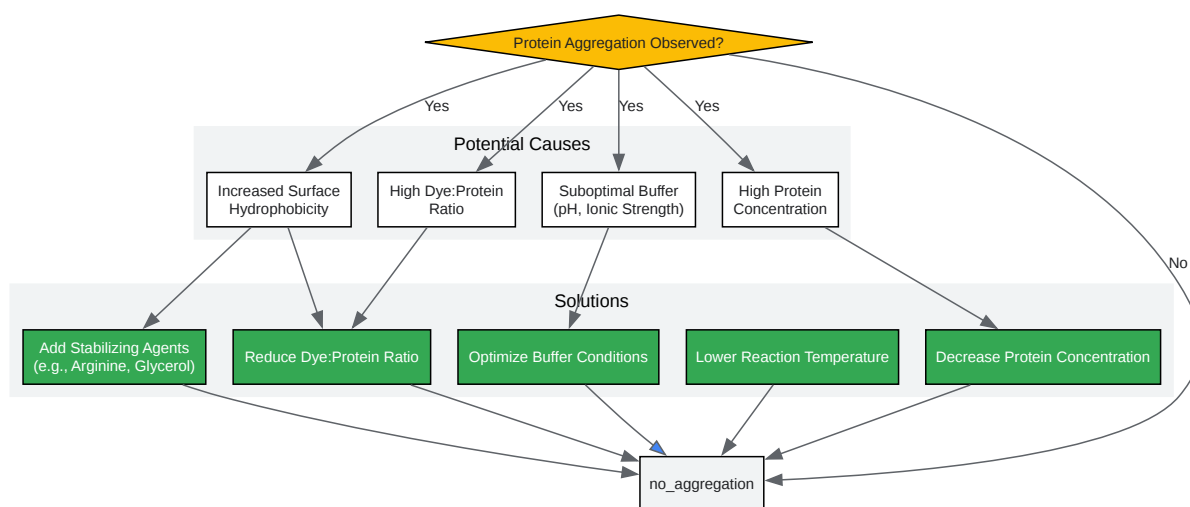 Protein Aggregation Observed?
Yes
Yes
Yes
Yes
Potential Causes
Increased Surface
Hydrophobicity
High Dye:Protein
Ratio
Suboptimal Buffer
(pH, Ionic Strength)
High Protein
Concentration
No
Solutions
Add Stabilizing Agents
(e.g., Arginine, Glycerol)
Reduce Dye:Protein Ratio
Optimize Buffer Conditions
Lower Reaction Temperature
Decrease Protein Concentration
no_aggregation